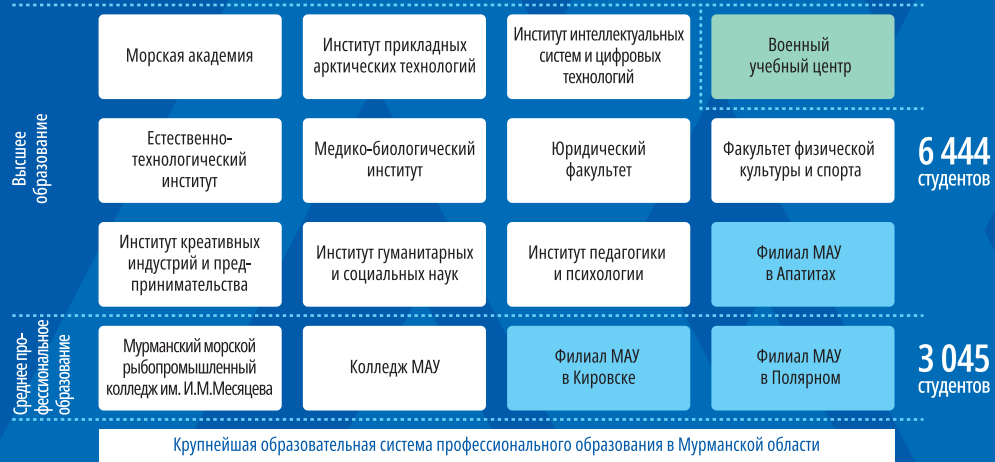 Морская академия
Институт прикладных
арктических технологий
Институт интеллектуальных
систем и цифровых
технологий
Военный
учебный центр
Высшее
образование
Естественно-
технологический
институт
Медико-биологический
институт
Юридический
факультет
Факультет физической
культуры и спорта
6 444
студентов
Институт креативных
индустрий и пред-
принимательства
Институт гуманитарных
и социальных наук
Институт педагогики
и психологии
Филиал МАУ
в Апатитах
Среднее про-
фессиональное
образование
Мурманский морской
рыбопромышленный
колледж им. И.М.Месяцева
Колледж МАУ
Филиал МАУ
в Кировске
Филиал МАУ
в Полярном
3 045
студентов
Крупнейшая образовательная система профессионального образования в Мурманской области